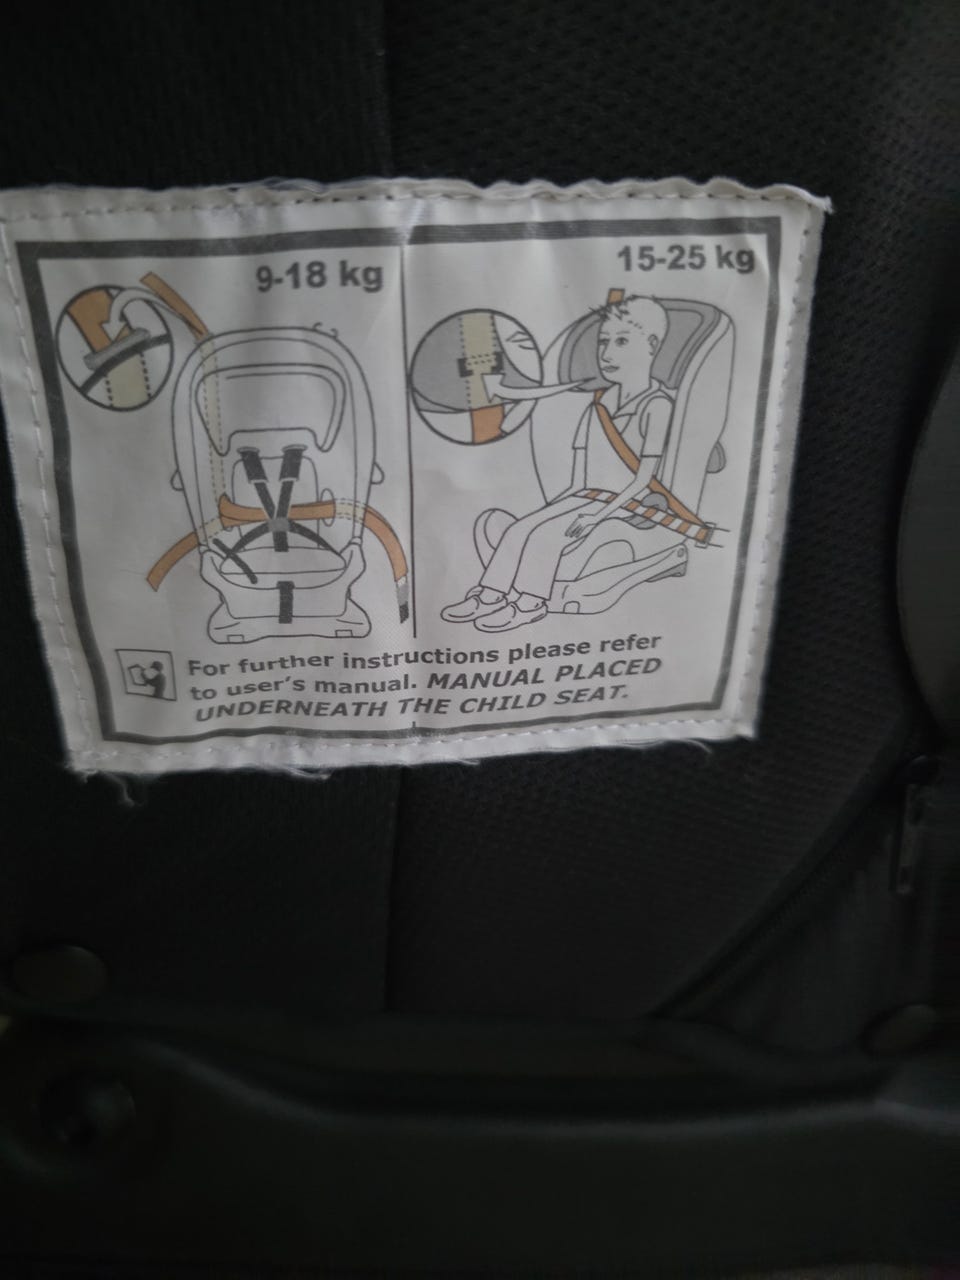 9-18 kg
15-25 kg
For further instructions please refer
to user's manual. MANUAL PLACED
UNDERNEATH THE CHILD SEAT.